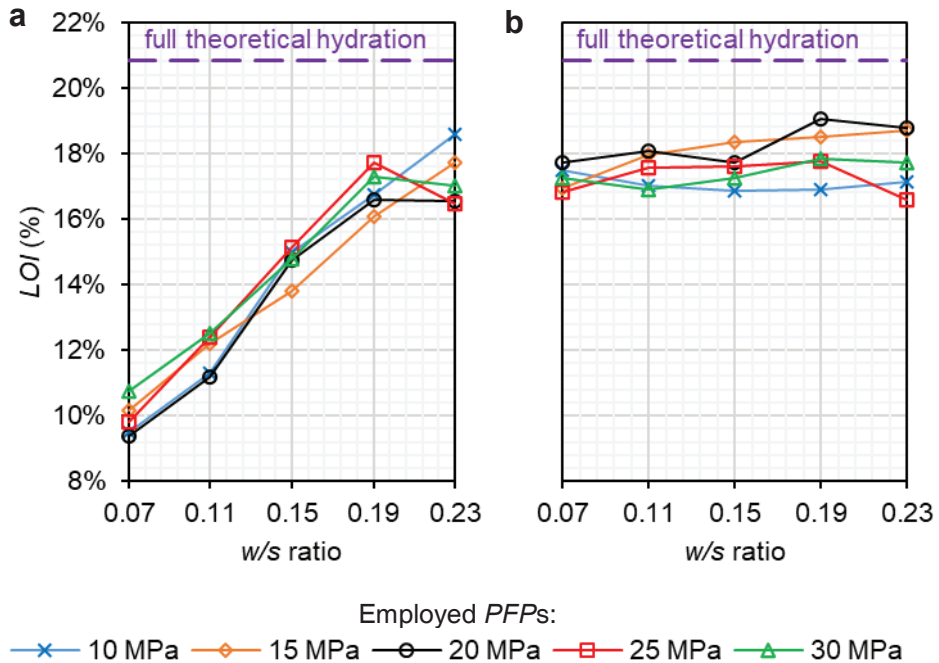 a
b
22%
20%
18%
16%
14%
12%
10%
8%
LOI (%)
full theoretical hydration
full theoretical hydration
0.07 0.11 0.15 0.19 0.23
0.07 0.11 0.15 0.19 0.23
w/s ratio
w/s ratio
Employed PFPs:
10 MPa 15 MPa 20 MPa 25 MPa 30 MPa